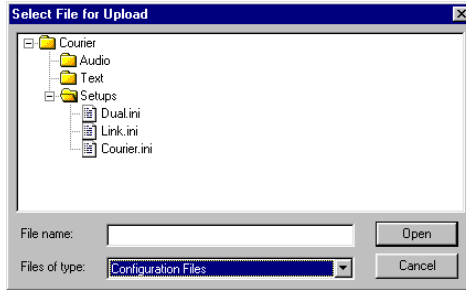 Select File for Upload
Courier
Audio
Text
Setups
Dual.ini
Link.ini
Courier.ini
File name:
Open
Files of type:
Configuration Files
Cancel